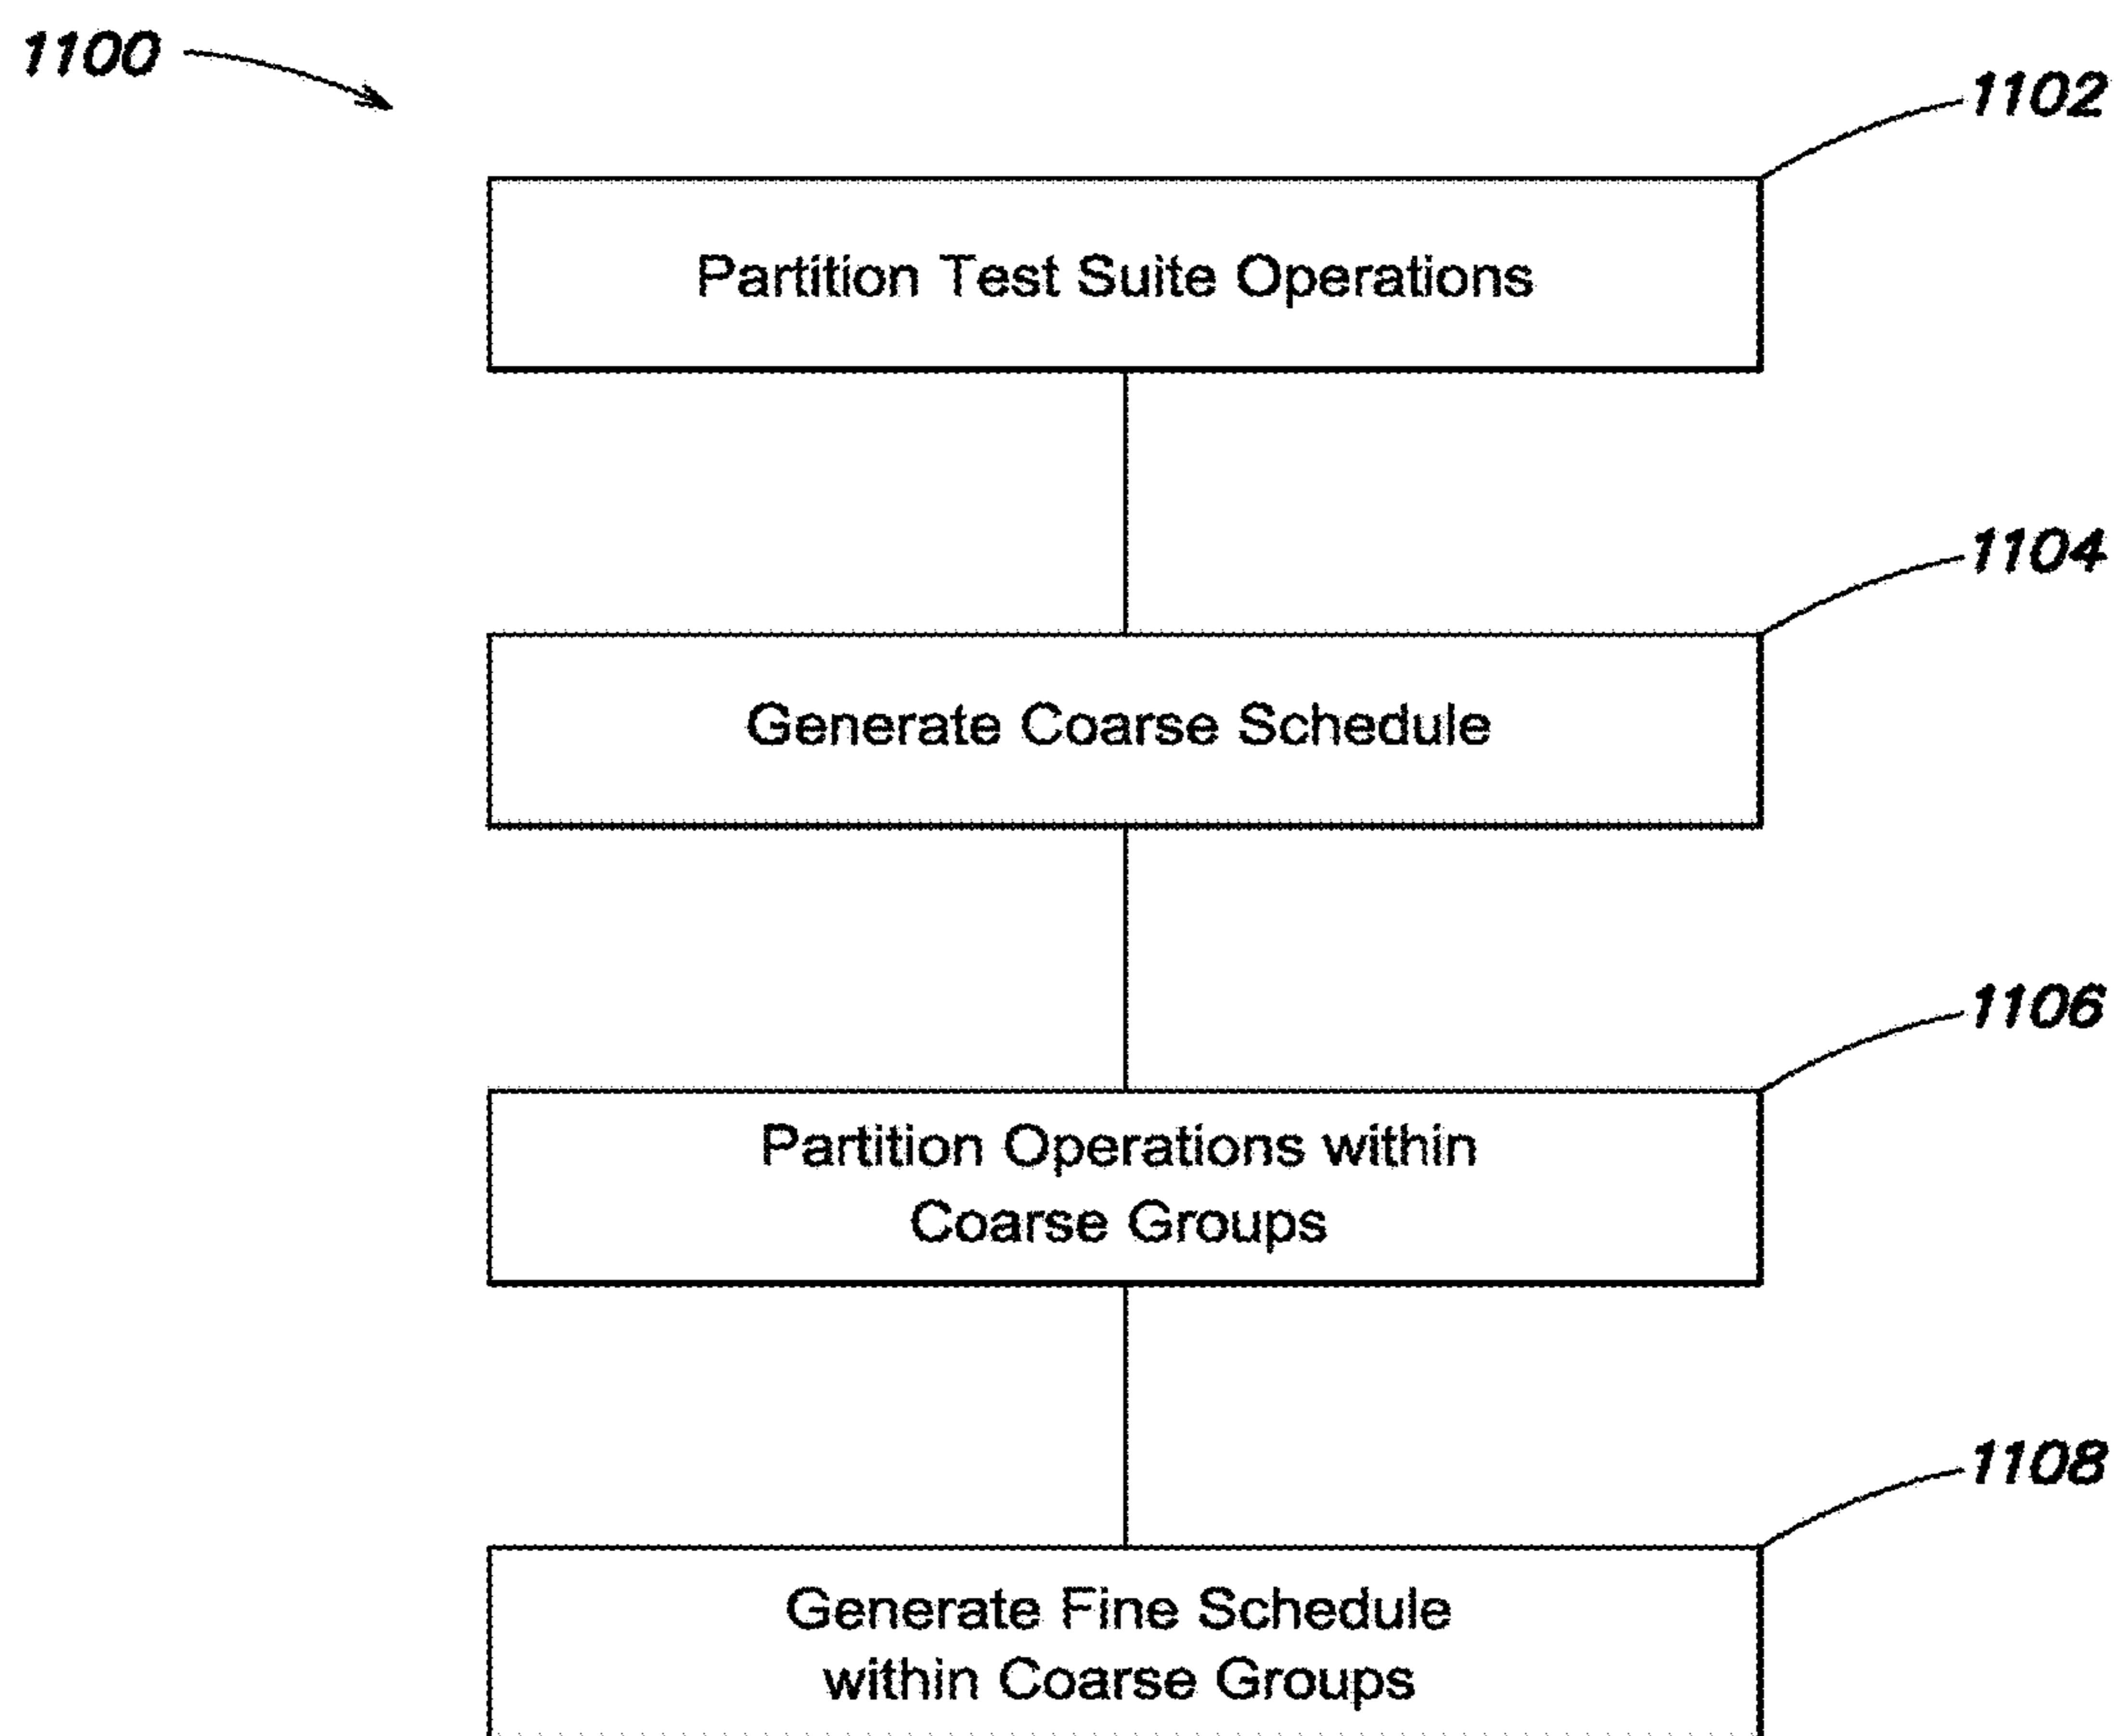 1100
1102
Partition Test Suite Operations
1104
Generate Coarse Schedule
1106
Partition Operations within
Coarse Groups
1108
Generate Fine Schedule
within Coarse Groups